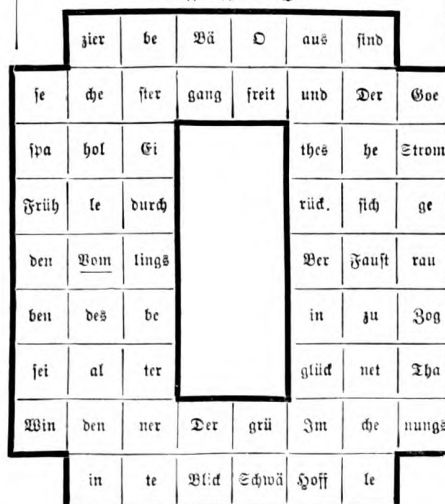 zier be Bä O aus sind
se che ster gang freit und Der Goe
spa hol Ei thes he Strom
Früh le durch rück. sich ge
den Vom lings Ber Faust rau
ben des be in zu Zog
sei al ter glück net Tha
Win den ner Der grü Im che nungs
in te Blick Schwä Hoff le